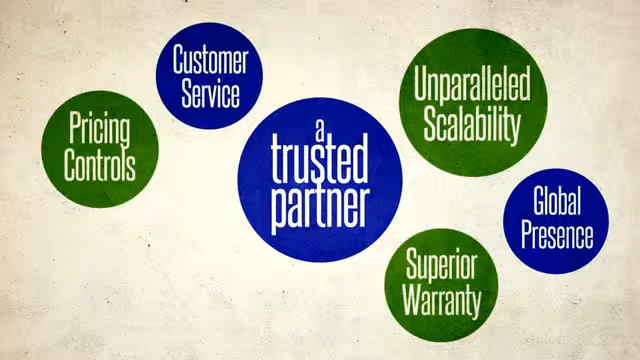 Customer
Service
Pricing
Controls
a
trusted
partner
Unparalleled
Scalability
Global
Presence
Superior
Warranty